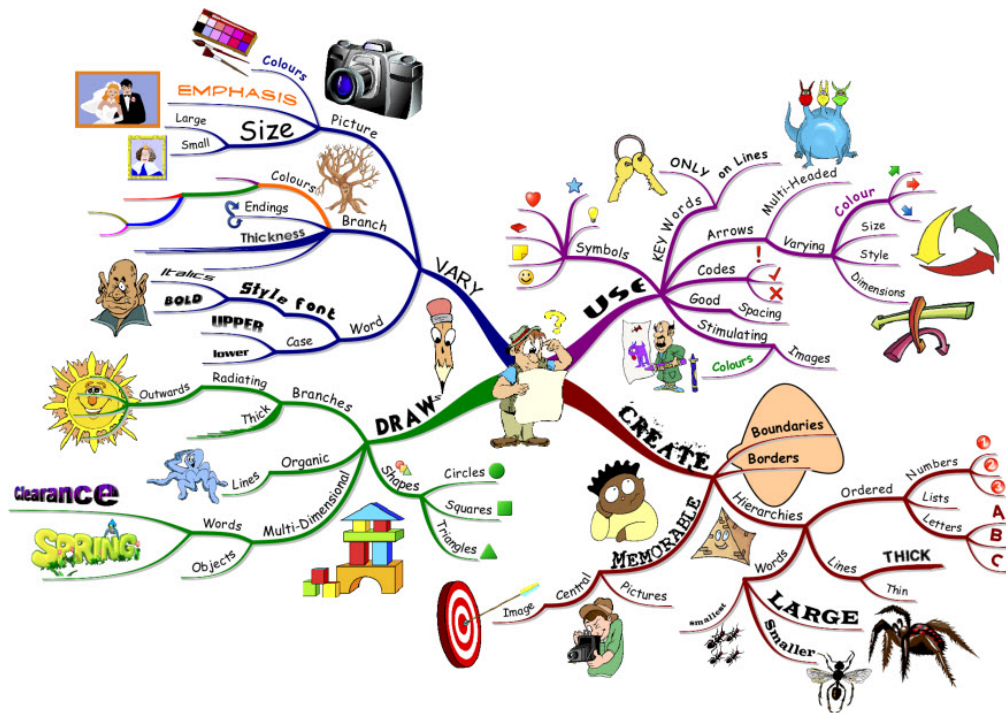 VARY
Picture
Colours
EMPHASIS
Size
Large
Small
Branch
Colours
Endings
Thickness
Word
Style font
Italics
BOLD
Case
UPPER
lower
USE
Symbols
KEY Words
ONLY
on Lines
Arrows
Multi-Headed
Varying
Colour
Size
Style
Dimensions
Codes
!
Good
Spacing
Stimulating
Images
Colours
?
DRAW
Branches
Radiating
Outwards
Thick
Organic
Lines
Multi-Dimensional
Words
Clearance
SPRING
Objects
Shapes
Circles
Squares
Triangles
CREATE
Boundaries
Borders
Hierarchies
Ordered
Numbers
1
2
3
Lists
Letters
A
B
C
Lines
THICK
Thin
Words
LARGE
Smaller
smallest
MEMORABLE
Pictures
Central
Image